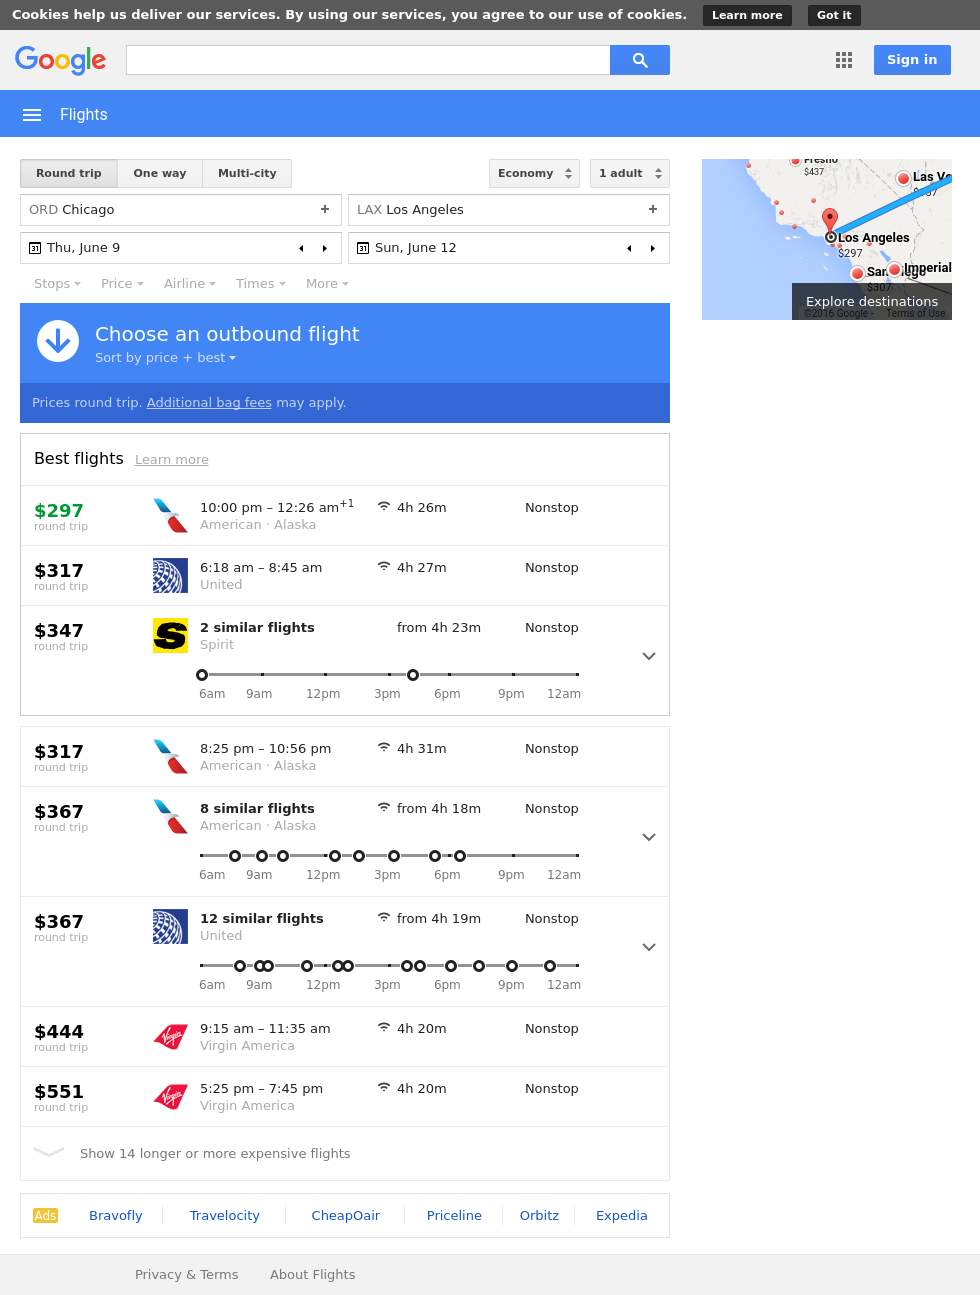 Cookies help us deliver our services. By using our services, you agree to our use of cookies. Learn more Got it
Google Sign in
Flights
Round trip One way Multi-city Economy 1 adult
ORD Chicago + LAX Los Angeles +
31 Thu, June 9 31 Sun, June 12
Stops Price Airline Times More
Choose an outbound flight
Sort by price + best
Prices round trip. Additional bag fees may apply.
Fresno
$437
Los Angeles
$297
Imperial
$307
Explore destinations
©2016 Google - Terms of Use
Best flights Learn more
$297 10:00 pm – 12:26 am+1 4h 26m Nonstop
round trip American · Alaska
$317 6:18 am – 8:45 am 4h 27m Nonstop
round trip United
$347 2 similar flights from 4h 23m Nonstop
round trip Spirit
6am 9am 12pm 3pm 6pm 9pm 12am
$317 8:25 pm – 10:56 pm 4h 31m Nonstop
round trip American · Alaska
$367 8 similar flights from 4h 18m Nonstop
round trip American · Alaska
6am 9am 12pm 3pm 6pm 9pm 12am
$367 12 similar flights from 4h 19m Nonstop
round trip United
6am 9am 12pm 3pm 6pm 9pm 12am
$444 Virgin 9:15 am – 11:35 am 4h 20m Nonstop
round trip Virgin America
$551 Virgin 5:25 pm – 7:45 pm 4h 20m Nonstop
round trip Virgin America
Show 14 longer or more expensive flights
Ads Bravofly Travelocity CheapOair Priceline Orbitz Expedia
Privacy & Terms About Flights